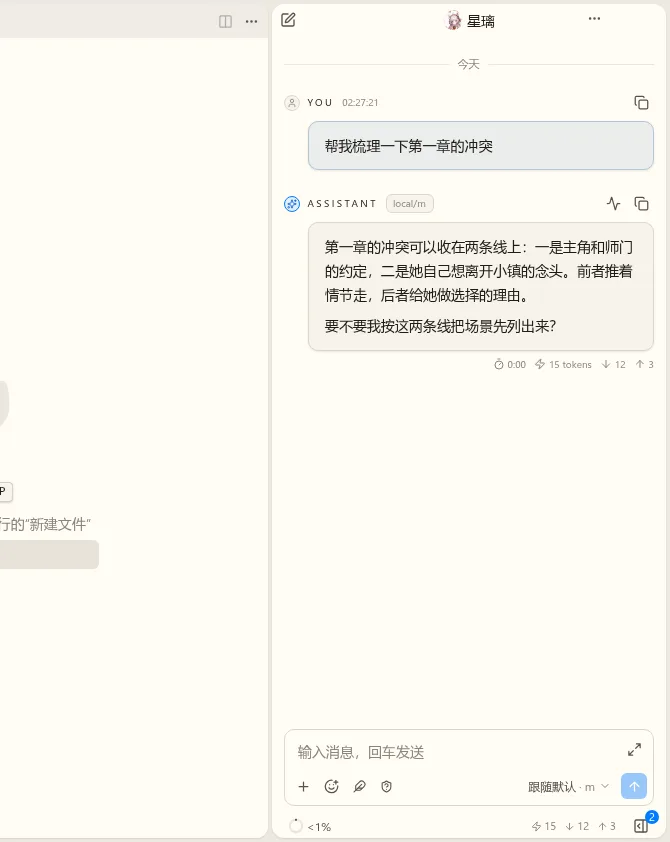 星璃
今天
YOU 02:27:21
帮我梳理一下第一章的冲突
ASSISTANT local/m
第一章的冲突可以收在两条线上：一是主角和师门
的约定，二是她自己想离开小镇的念头。前者推着
情节走，后者给她做选择的理由。
要不要我按这两条线把场景先列出来？
0:00 15 tokens ↓ 12 ↑ 3
P
行的“新建文件”
输入消息，回车发送
跟随默认 · m
<1%
15 ↓ 12 ↑ 3
2